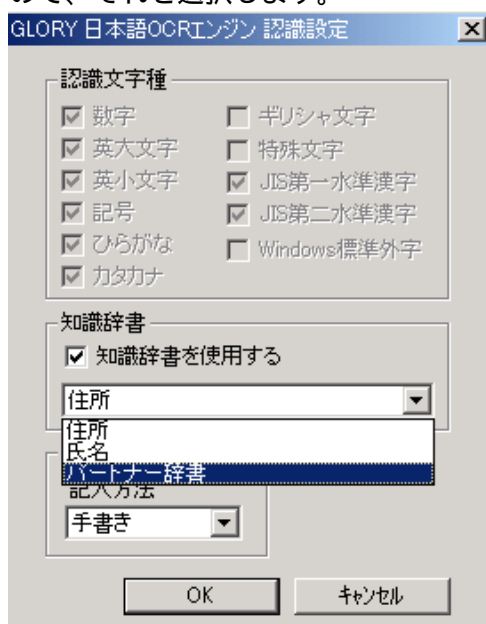 ので、それを選択します。
GLORY 日本語OCRエンジン 認識設定
認識文字種
数字 ギリシャ文字
英大文字 特殊文字
英小文字 JIS第一水準漢字
記号 JIS第二水準漢字
ひらがな Windows標準外字
カタカナ
知識辞書
知識辞書を使用する
住所
住所
氏名
パートナー辞書
記入方法
手書き
OK キャンセル